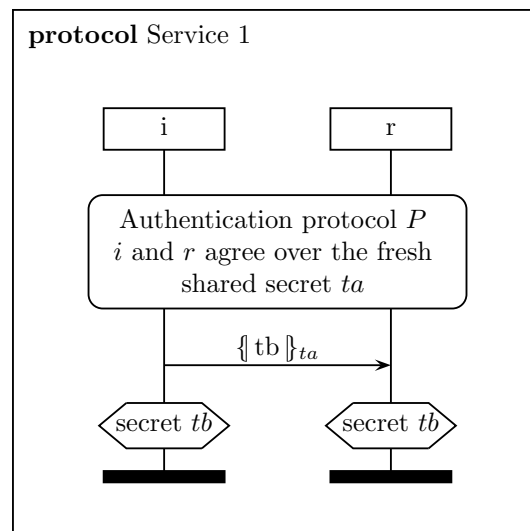 protocol Service 1
i
r
Authentication protocol P
i and r agree over the fresh
shared secret ta
{| tb |}ta
secret tb
secret tb